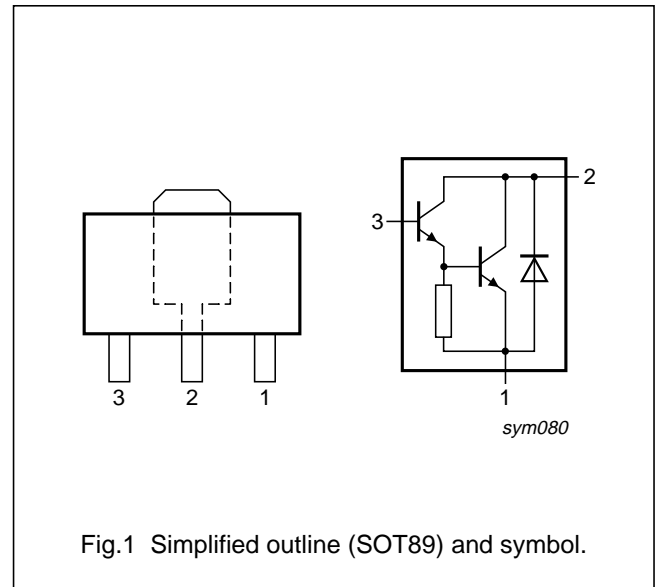 3 2 1
2
3
1
sym080
Fig.1 Simplified outline (SOT89) and symbol.